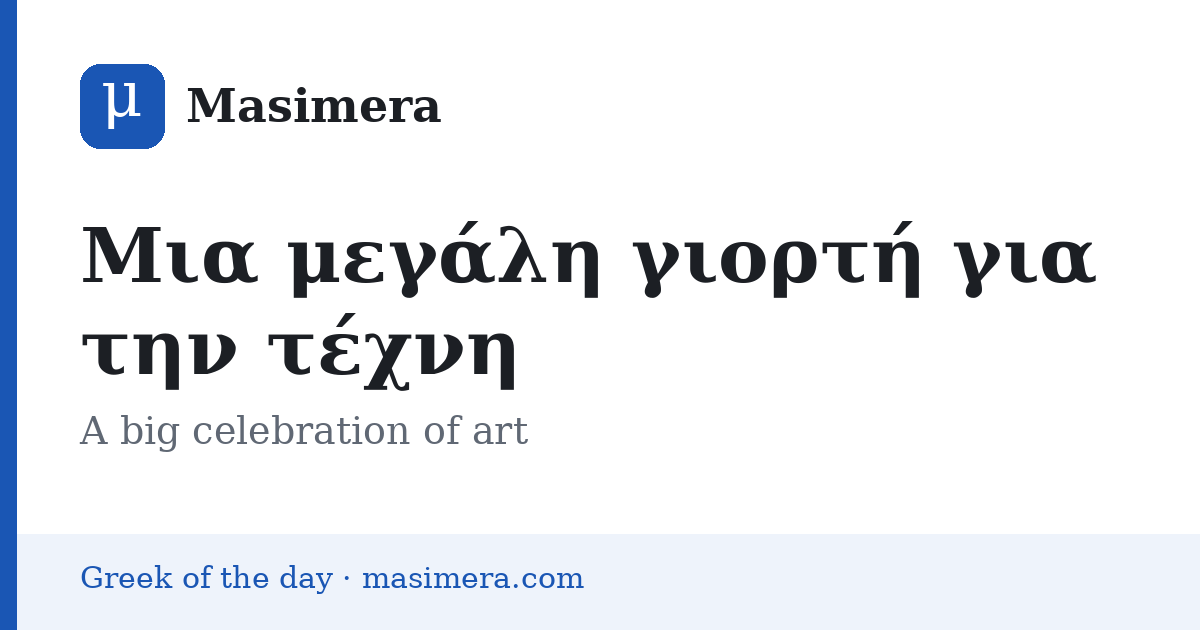 μ
Masimera
Μια μεγάλη γιορτή για
την τέχνη
A big celebration of art
Greek of the day · masimera.com